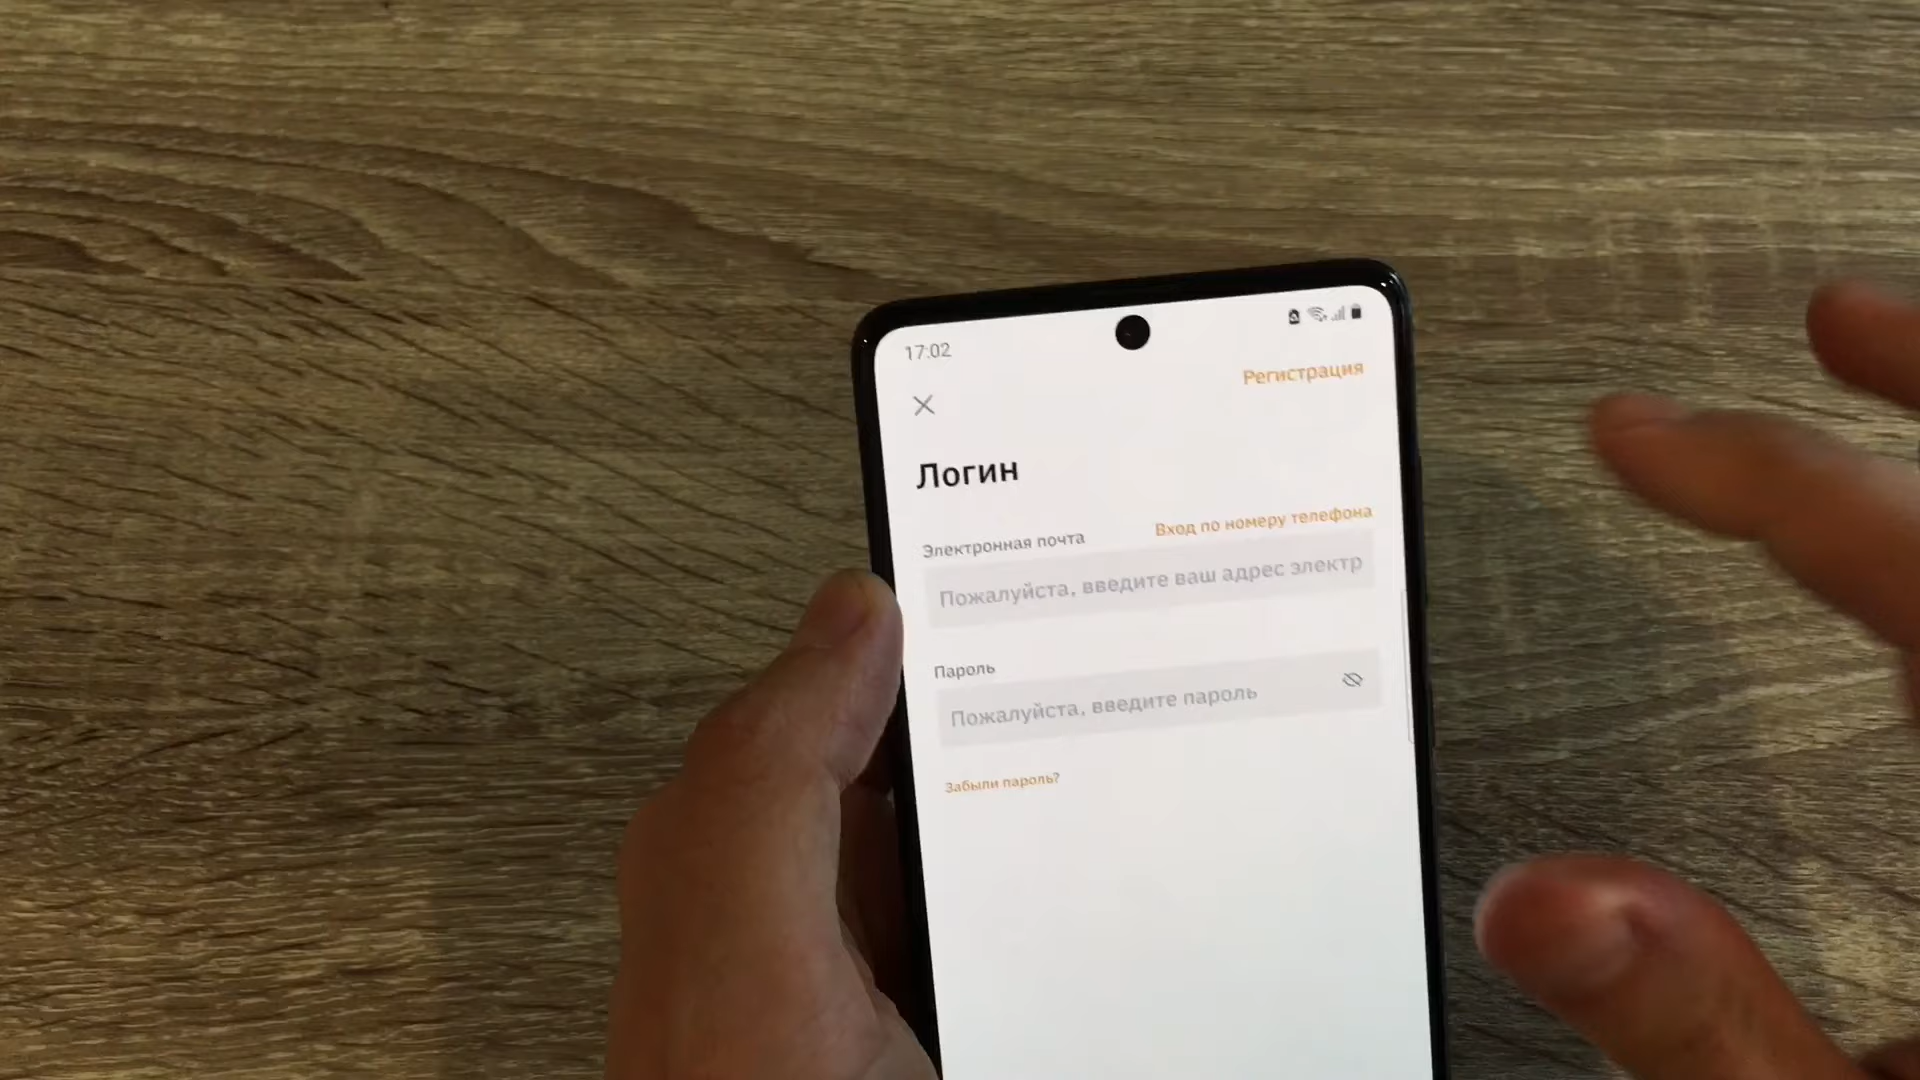 17:02
Регистрация
Логин
Электронная почта
Вход по номеру телефона
Пожалуйста, введите ваш адрес электр
Пароль
Пожалуйста, введите пароль
Забыли пароль?